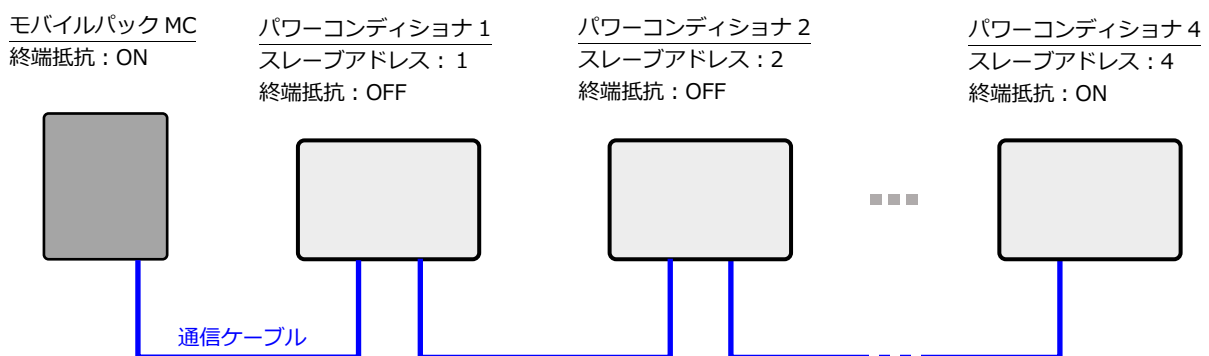 モバイルパック MC
終端抵抗：ON
パワーコンディショナ 1
スレーブアドレス：1
終端抵抗：OFF
パワーコンディショナ 2
スレーブアドレス：2
終端抵抗：OFF
パワーコンディショナ 4
スレーブアドレス：4
終端抵抗：ON
通信ケーブル